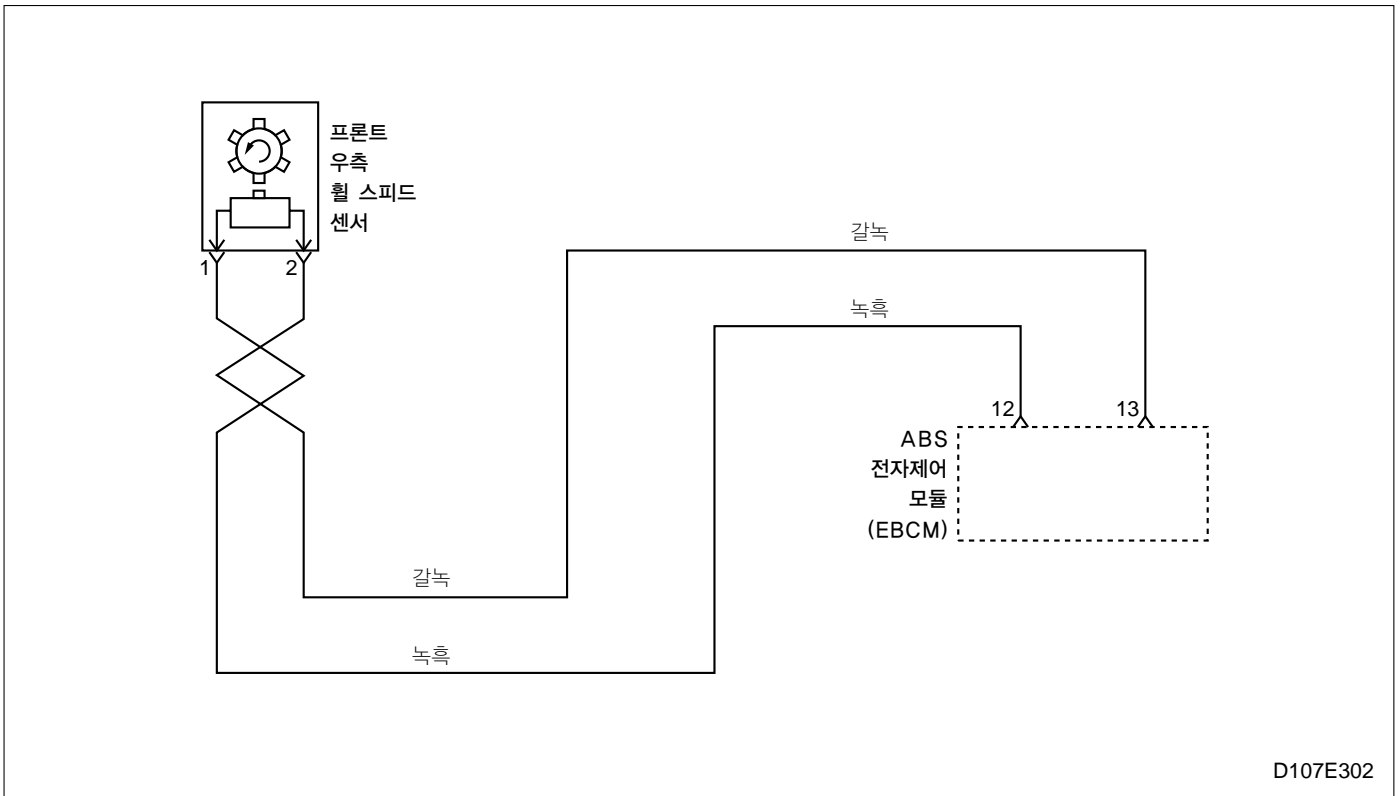 프론트
우측
휠 스피드
센서
1
2
갈녹
녹흑
12
13
ABS
전자제어
모듈
(EBCM)
갈녹
녹흑
D107E302